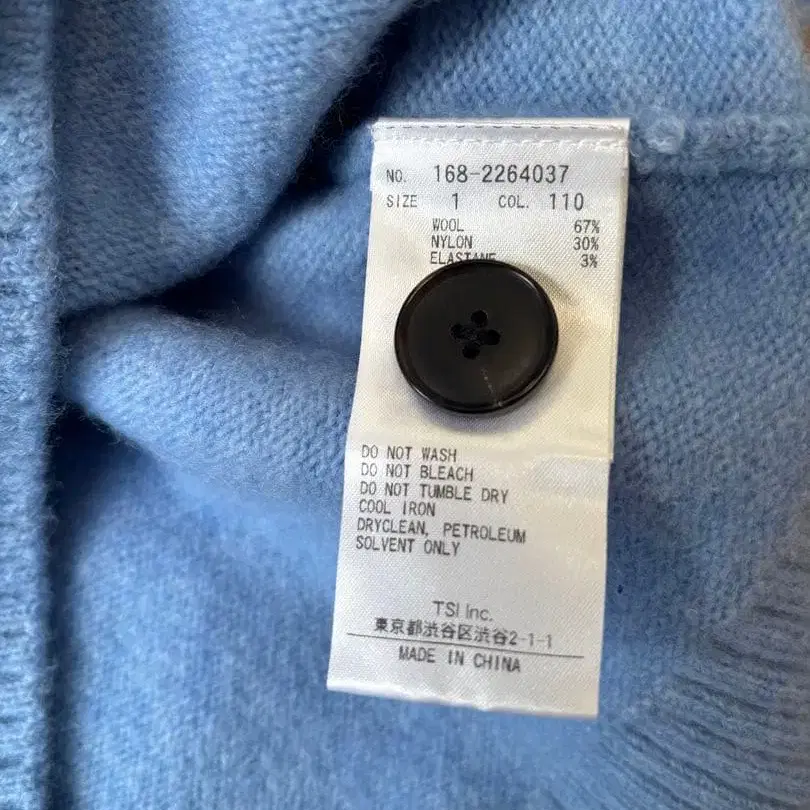 NO. 168-2264037
SIZE 1 COL. 110
WOOL 67%
NYLON 30%
ELASTANE 3%
DO NOT WASH
DO NOT BLEACH
DO NOT TUMBLE DRY
COOL IRON
DRYCLEAN, PETROLEUM
SOLVENT ONLY
TSI Inc.
東京都渋谷区渋谷2-1-1
MADE IN CHINA